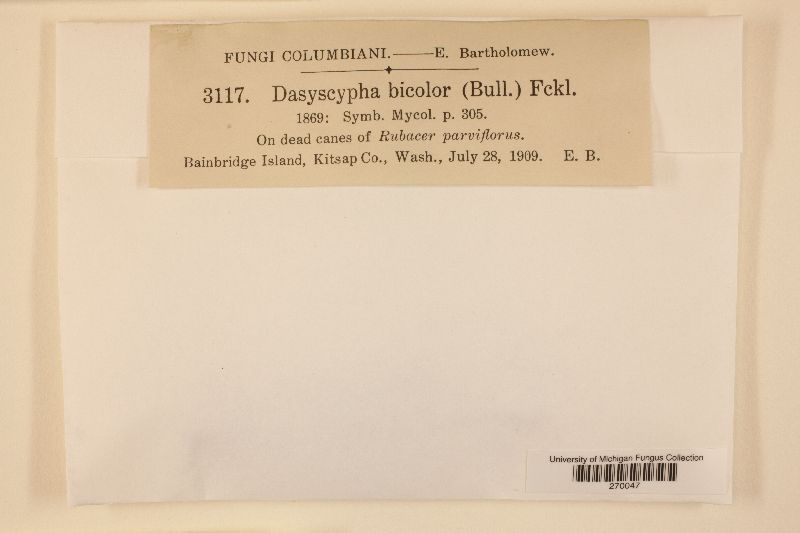 FUNGI COLUMBIANI.——E. Bartholomew.
3117. Dasyscypha bicolor (Bull.) Fckl.
1869: Symb. Mycol. p. 305.
On dead canes of Rubacer parviflorus.
Bainbridge Island, Kitsap Co., Wash., July 28, 1909. E. B.
University of Michigan Fungus Collection
270047